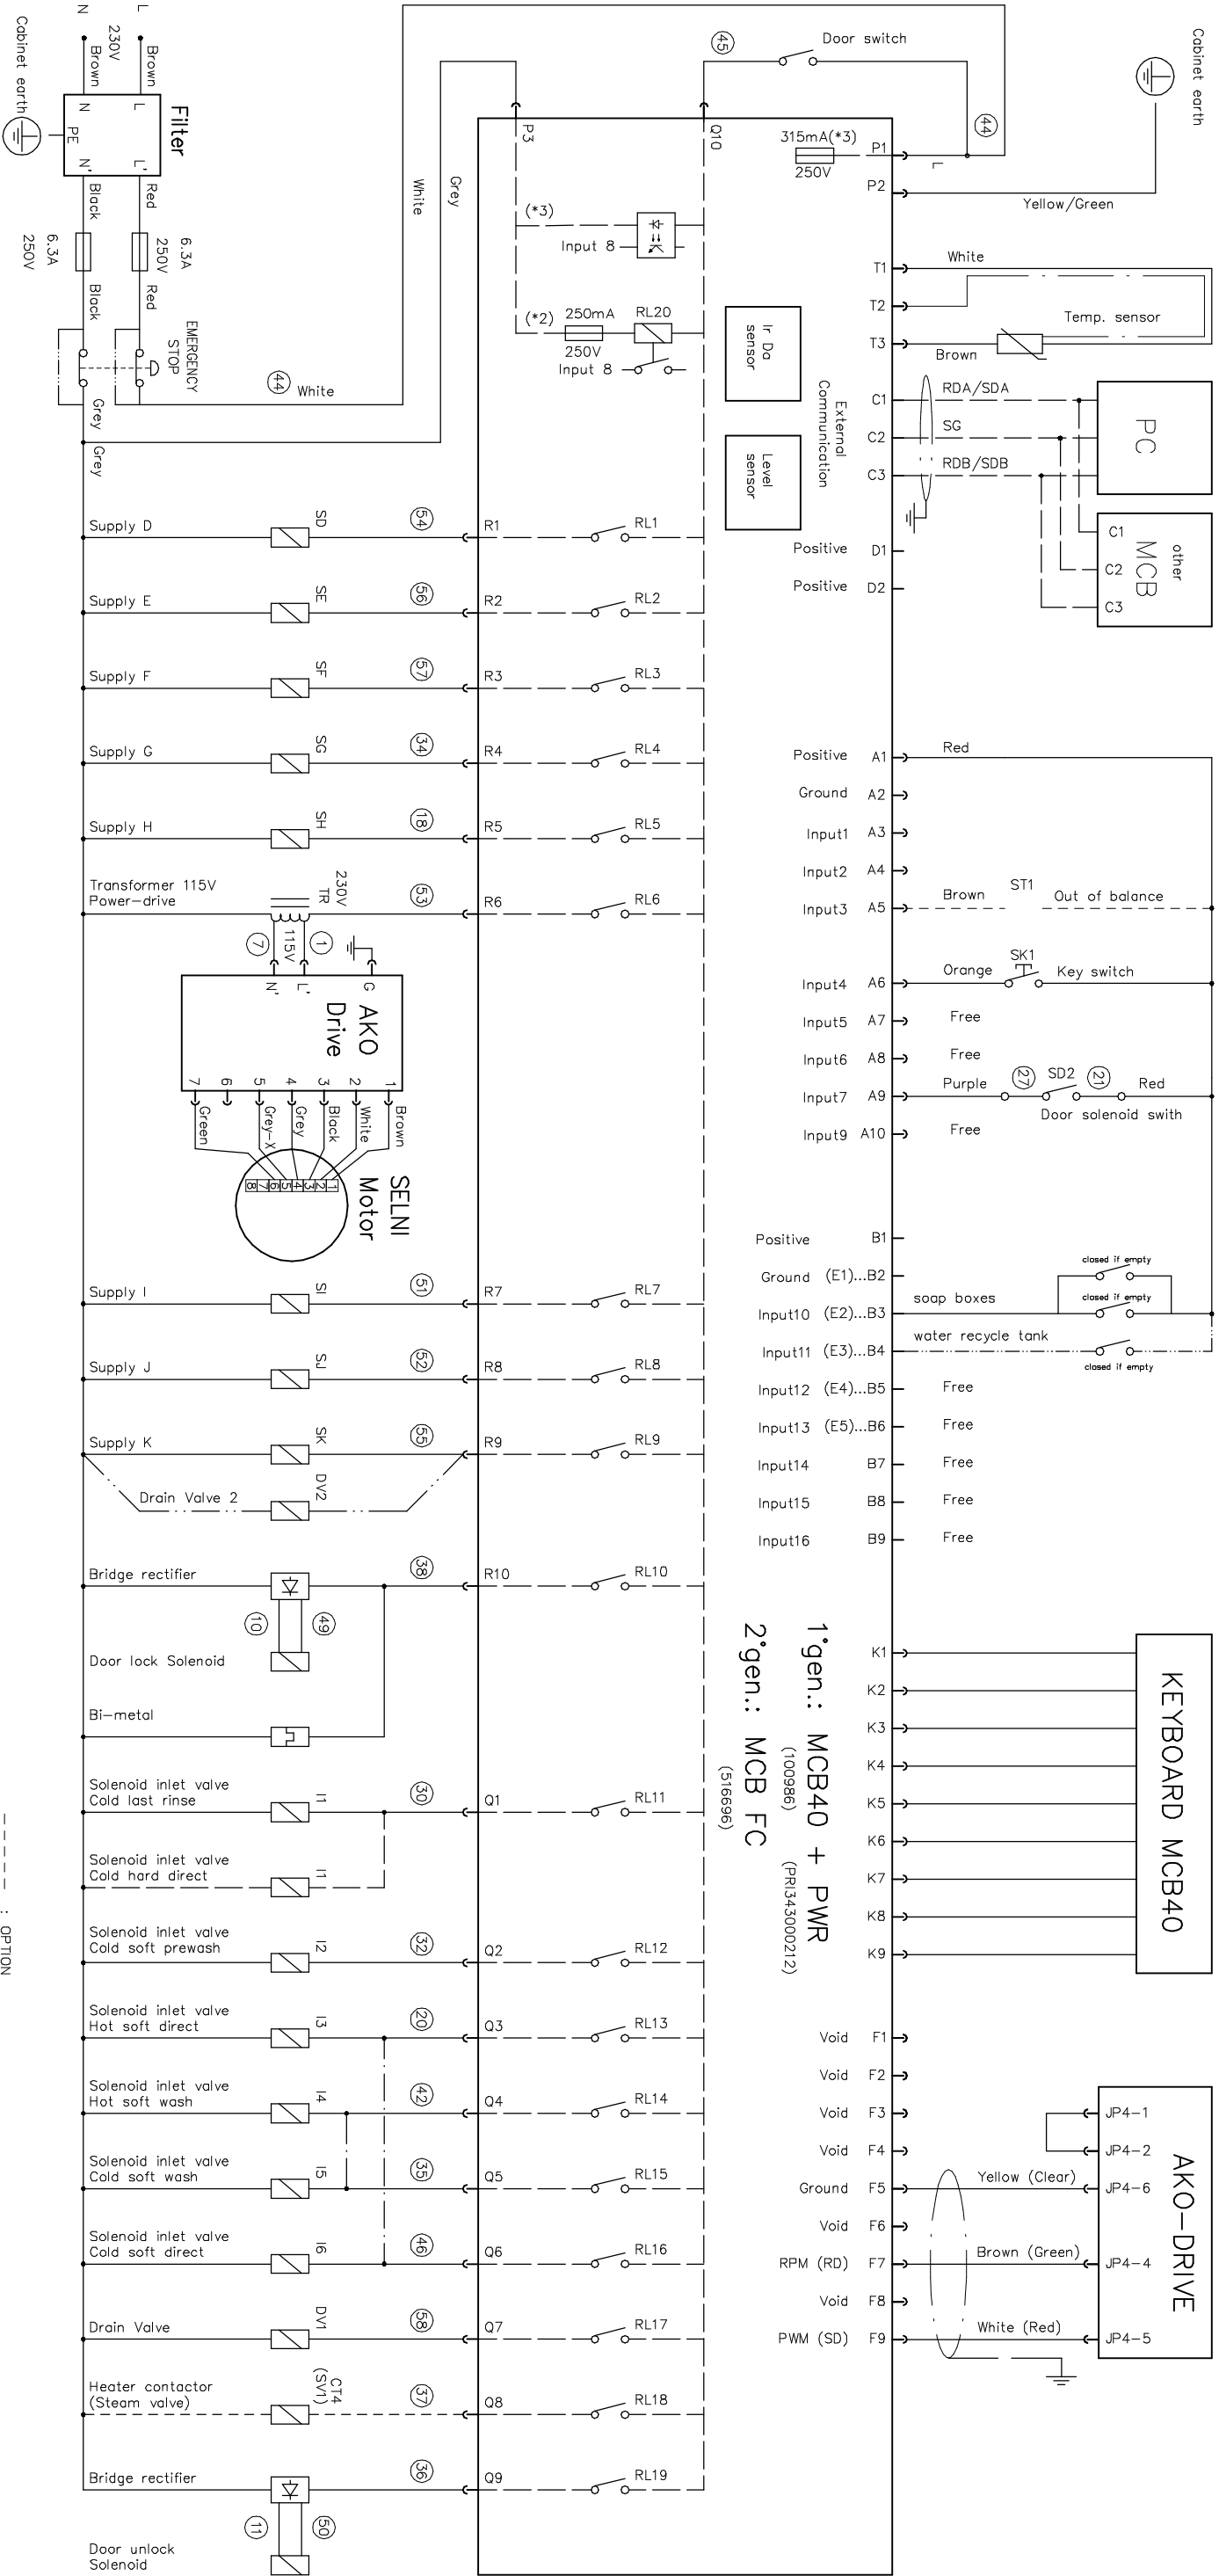 Cabinet earth
N
L
230V
Brown
Brown
N
L
PE
Filter
N'
L'
Black
Red
6.3A
250V
6.3A
250V
Black
Red
EMERGENCY
STOP
44
White
Grey
Grey
White
Grey
45
Door switch
44
Cabinet earth
P3
Q10
315mA(*3)
250V
P1
L
P2
Yellow/Green
(*3)
Input 8
(*2)
250mA
250V
RL20
Input 8
Ir Da
sensor
Level
sensor
External
Communication
T1
White
T2
Temp. sensor
T3
Brown
C1
RDA/SDA
C2
SG
C3
RDB/SDB
PC
other
MCB
C1
C2
C3
Positive D1
Positive D2
Supply D
SD
54
R1
RL1
Supply E
SE
56
R2
RL2
Supply F
SF
57
R3
RL3
Supply G
SG
34
R4
RL4
Supply H
SH
18
R5
RL5
Transformer 115V
Power-drive
230V
TR
53
R6
RL6
7
115V
1
N'
L'
G
AKO
Drive
7
6
5
4
3
2
1
Green
Grey-X
Grey
Black
White
Brown
8
7
6
5
4
3
2
1
SELNI
Motor
Positive A1
Red
Ground A2
Input1 A3
Input2 A4
Input3 A5
Brown
ST1
Out of balance
Input4 A6
Orange
SK1
Key switch
Input5 A7
Free
Input6 A8
Free
Input7 A9
Purple
27
SD2
21
Red
Door solenoid swith
Input9 A10
Free
Positive B1
Ground (E1)...B2
closed if empty
Input10 (E2)...B3
soap boxes
closed if empty
Input11 (E3)...B4
water recycle tank
closed if empty
Input12 (E4)...B5
Free
Input13 (E5)...B6
Free
Input14 B7
Free
Input15 B8
Free
Input16 B9
Free
Supply I
SI
51
R7
RL7
Supply J
SJ
52
R8
RL8
Supply K
SK
55
R9
RL9
Drain Valve 2
DV2
Bridge rectifier
38
R10
RL10
10
49
Door lock Solenoid
Bi-metal
1°gen.: MCB40 + PWR
(100986)
(PRI343000212)
2°gen.: MCB FC
(516696)
K1
K2
K3
K4
K5
K6
K7
K8
K9
KEYBOARD MCB40
Solenoid inlet valve
Cold last rinse
I1
30
Q1
RL11
Solenoid inlet valve
Cold hard direct
I1
Solenoid inlet valve
Cold soft prewash
I2
32
Q2
RL12
Solenoid inlet valve
Hot soft direct
I3
20
Q3
RL13
Solenoid inlet valve
Hot soft wash
I4
42
Q4
RL14
Solenoid inlet valve
Cold soft wash
I5
35
Q5
RL15
Solenoid inlet valve
Cold soft direct
I6
46
Q6
RL16
Drain Valve
DV1
58
Q7
RL17
Heater contactor
(Steam valve)
CT4
(SV1)
37
Q8
RL18
Bridge rectifier
36
Q9
RL19
11
50
Door unlock
Solenoid
Void F1
Void F2
Void F3
Void F4
Ground F5
Void F6
RPM (RD) F7
Void F8
PWM (SD) F9
Yellow (Clear)
Brown (Green)
White (Red)
JP4-1
JP4-2
JP4-6
JP4-4
JP4-5
AKO-DRIVE
----- : OPTION